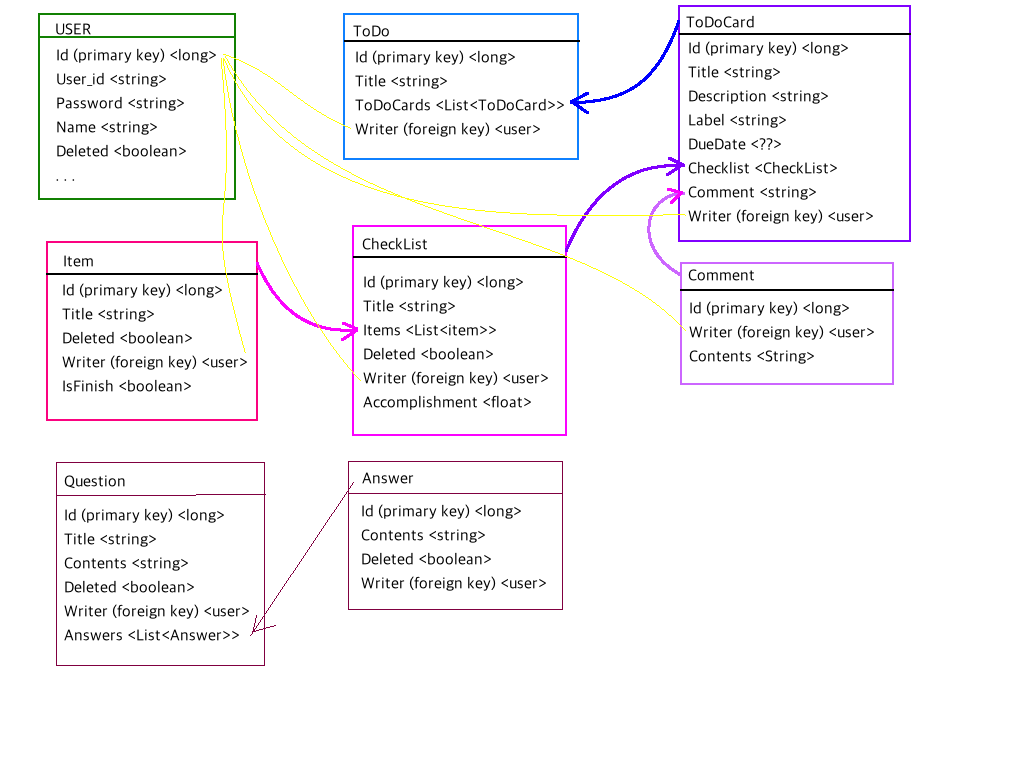 USER
Id (primary key) <long>
User_id <string>
Password <string>
Name <string>
Deleted <boolean>
. . .
ToDo
Id (primary key) <long>
Title <string>
ToDoCards <List<ToDoCard>>
Writer (foreign key) <user>
ToDoCard
Id (primary key) <long>
Title <string>
Description <string>
Label <string>
DueDate <??>
Checklist <CheckList>
Comment <string>
Writer (foreign key) <user>
Item
Id (primary key) <long>
Title <string>
Deleted <boolean>
Writer (foreign key) <user>
IsFinish <boolean>
CheckList
Id (primary key) <long>
Title <string>
Items <List<item>>
Deleted <boolean>
Writer (foreign key) <user>
Accomplishment <float>
Comment
Id (primary key) <long>
Writer (foreign key) <user>
Contents <String>
Question
Id (primary key) <long>
Title <string>
Contents <string>
Deleted <boolean>
Writer (foreign key) <user>
Answers <List<Answer>>
Answer
Id (primary key) <long>
Contents <string>
Deleted <boolean>
Writer (foreign key) <user>